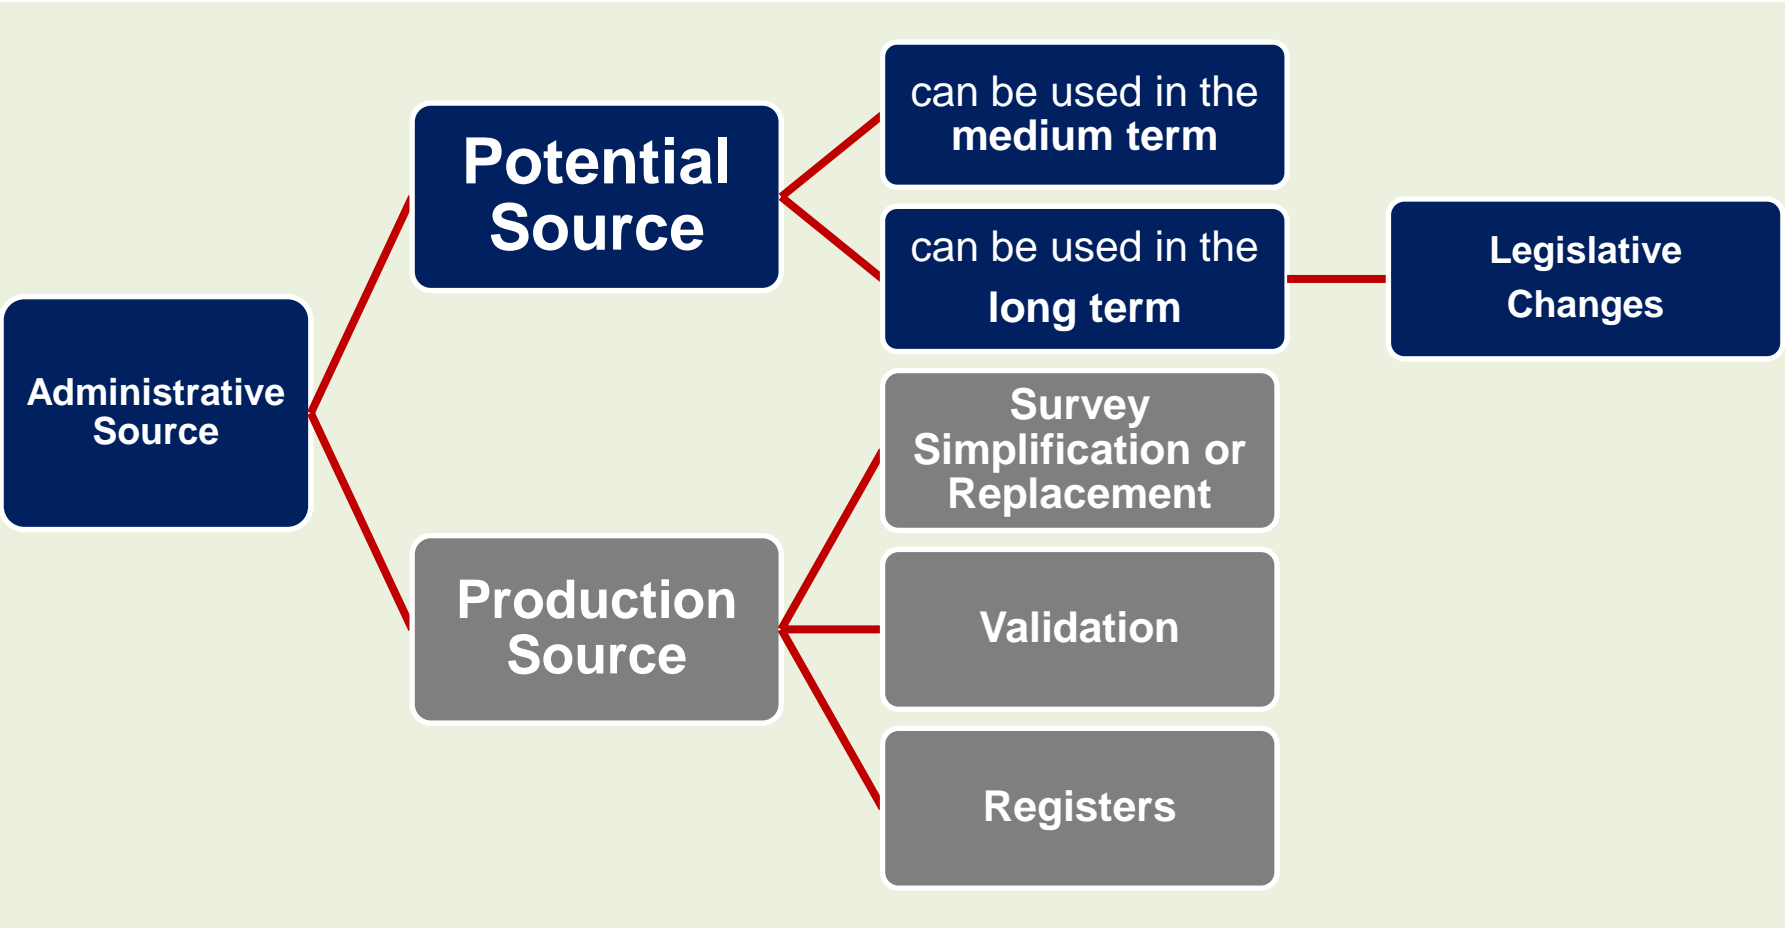 Potential
Source
can be used in the
medium term
can be used in the
long term
Legislative
Changes
Administrative
Source
Survey
Simplification or
Replacement
Production
Source
Validation
Registers